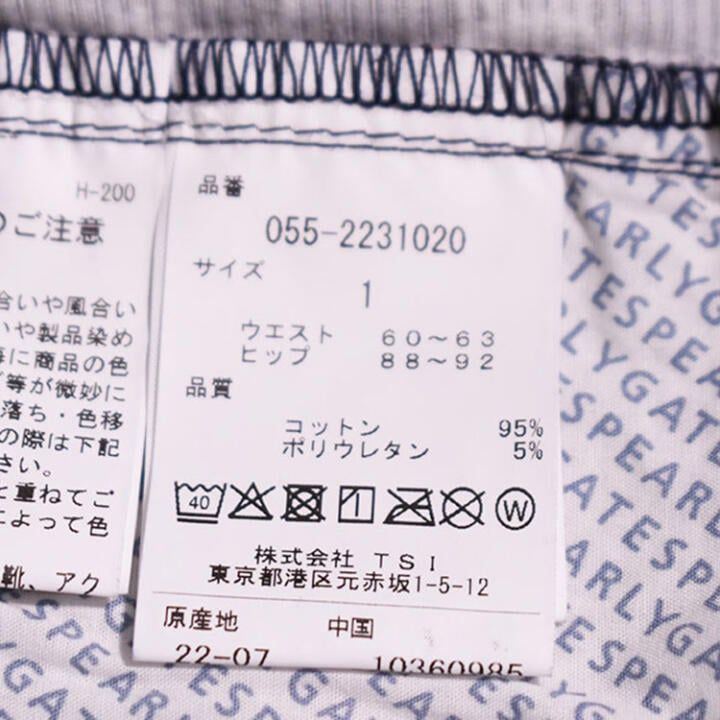 H-200
のご注意
合いや風合い
いや製品染め
毎に商品の色
等が微妙に
落ち・色移
の際は下記
さい。
と重ねてご
によって色
靴、アク
品番
055-2231020
サイズ
1
ウエスト 60～63
ヒップ 88～92
品質
コットン 95%
ポリウレタン 5%
40
W
株式会社 TSI
東京都港区元赤坂1-5-12
原産地 中国
22-07 10360985
PEARLY
GATES
PEARLYGATES
PEARLYGATES